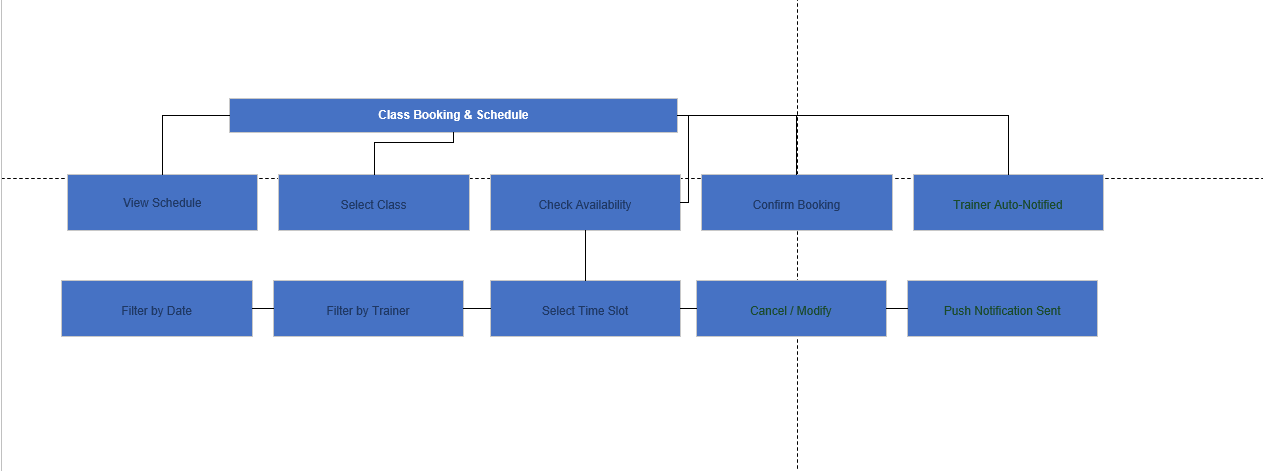 Class Booking & Schedule
View Schedule
Select Class
Check Availability
Confirm Booking
Trainer Auto-Notified
Filter by Date
Filter by Trainer
Select Time Slot
Cancel / Modify
Push Notification Sent